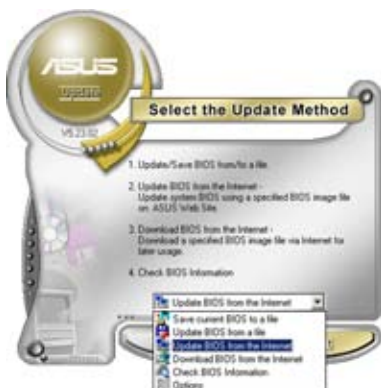 ASUS
Update
V5.23.02
Select the Update Method
1. Update/Save BIOS from/to a file.
2. Update BIOS from the Internet -
Update system BIOS using a specified BIOS image file
on ASUS Web Site.
3. Download BIOS from the Internet -
Download a specified BIOS image file via Internet for
later usage.
4. Check BIOS Information
Update BIOS from the Internet
Save current BIOS to a file
Update BIOS from a file
Update BIOS from the Internet
Download BIOS from the Internet
Check BIOS Information
Options